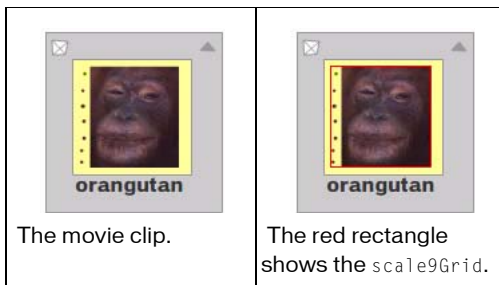 orangutan
The movie clip.
orangutan
The red rectangle
shows the scale9Grid.